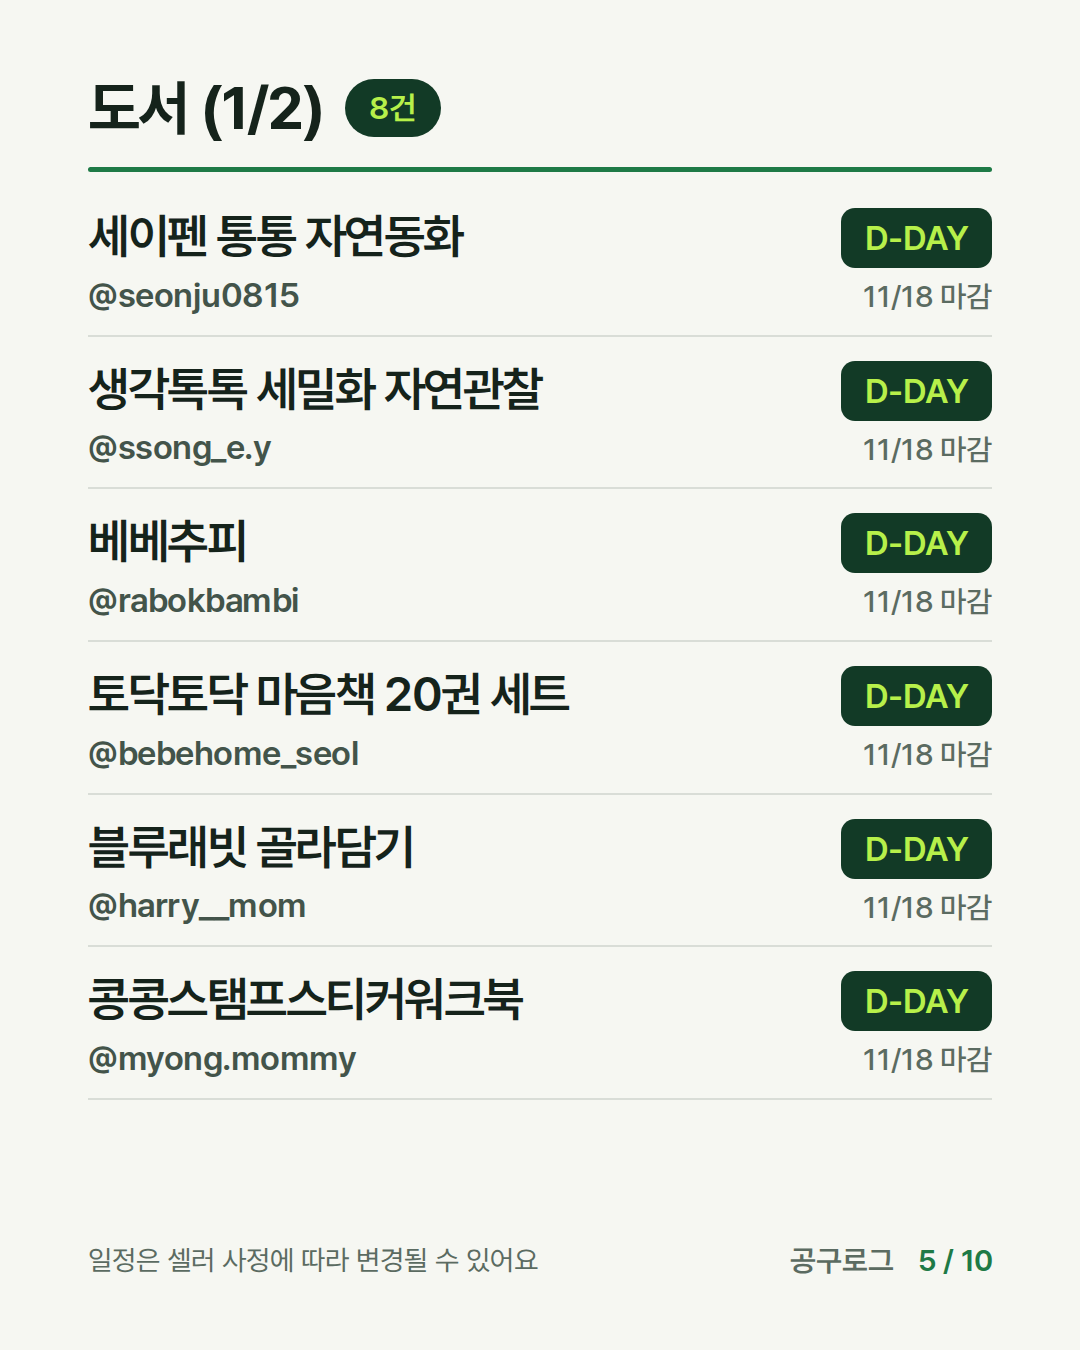 도서 (1/2) 8건
세이펜 통통 자연동화 D-DAY
@seonju0815 11/18 마감
생각톡톡 세밀화 자연관찰 D-DAY
@ssong_e.y 11/18 마감
베베추피 D-DAY
@rabokbambi 11/18 마감
토닥토닥 마음책 20권 세트 D-DAY
@bebehome_seol 11/18 마감
블루래빗 골라담기 D-DAY
@harry__mom 11/18 마감
콩콩스탬프스티커워크북 D-DAY
@myong.mommy 11/18 마감
일정은 셀러 사정에 따라 변경될 수 있어요 공구로그 5 / 10